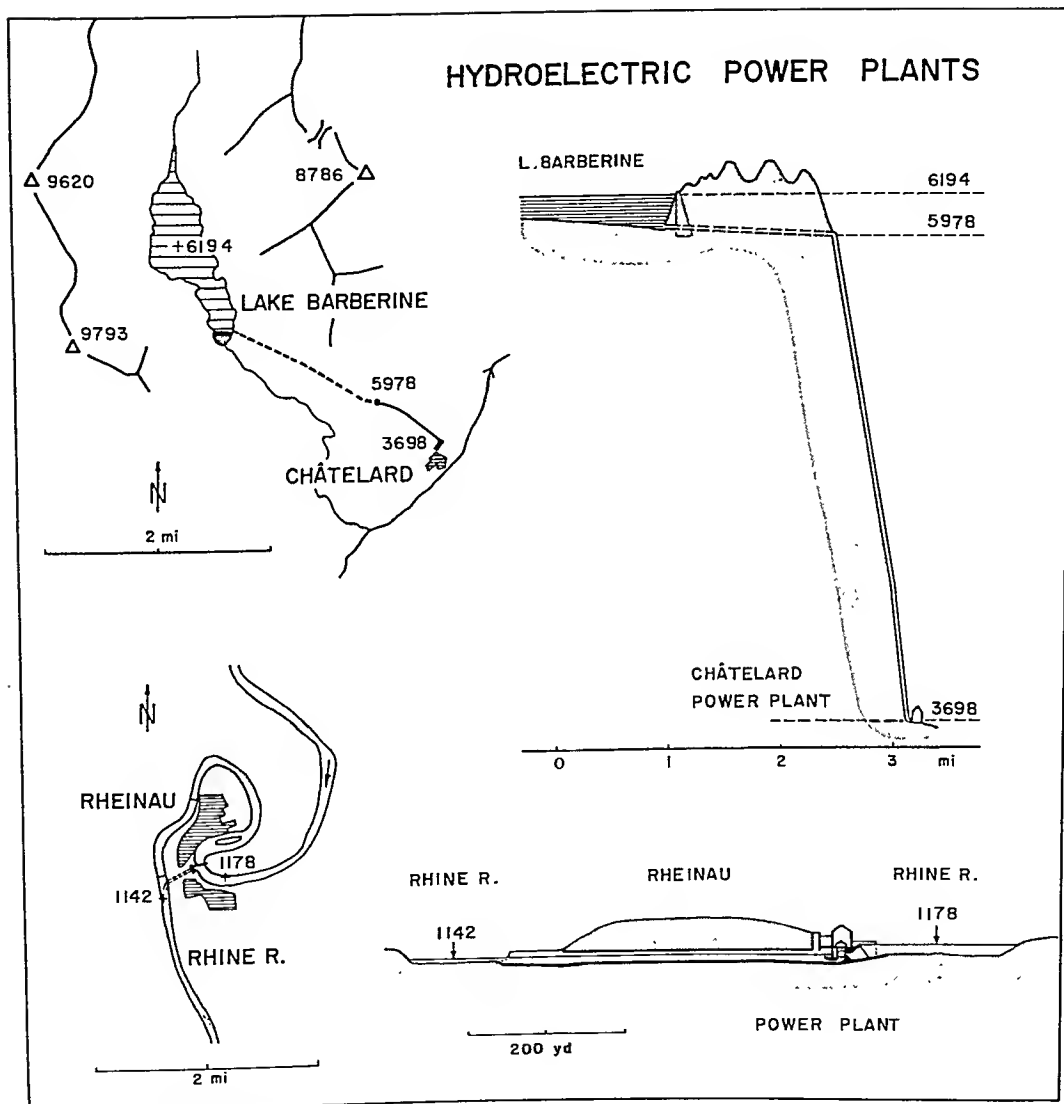 HYDROELECTRIC POWER PLANTS
9620
8786
+6194
LAKE BARBERINE
9793
5978
3698
CHÂTELARD
N
2 mi
L. BARBERINE
6194
5978
CHÂTELARD
POWER PLANT
3698
0 1 2 3 mi
N
RHEINAU
1178
1142
RHINE R.
2 mi
RHINE R.
RHEINAU
RHINE R.
1142
1178
POWER PLANT
200 yd